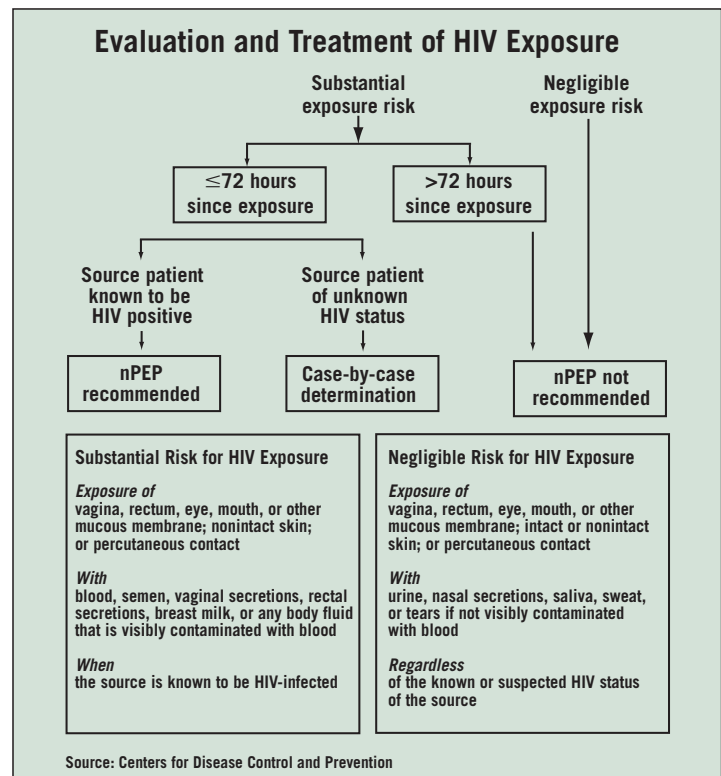 Evaluation and Treatment of HIV Exposure
Substantial
exposure risk
Negligible
exposure risk
≤72 hours
since exposure
>72 hours
since exposure
Source patient
known to be
HIV positive
Source patient
of unknown
HIV status
nPEP
recommended
Case-by-case
determination
nPEP not
recommended
Substantial Risk for HIV Exposure
Exposure of
vagina, rectum, eye, mouth, or other
mucous membrane; nonintact skin;
or percutaneous contact
With
blood, semen, vaginal secretions, rectal
secretions, breast milk, or any body fluid
that is visibly contaminated with blood
When
the source is known to be HIV-infected
Negligible Risk for HIV Exposure
Exposure of
vagina, rectum, eye, mouth, or other
mucous membrane; intact or nonintact
skin; or percutaneous contact
With
urine, nasal secretions, saliva, sweat,
or tears if not visibly contaminated
with blood
Regardless
of the known or suspected HIV status
of the source
Source: Centers for Disease Control and Prevention